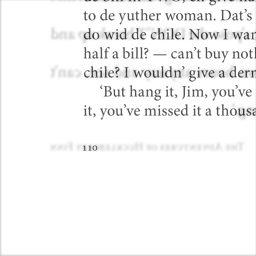 to de yuther woman. Dat's
do wid de chile. Now I wan
half a bill? — can't buy noth
chile? I wouldn' give a dern
'But hang it, Jim, you've
it, you've missed it a thousa
110